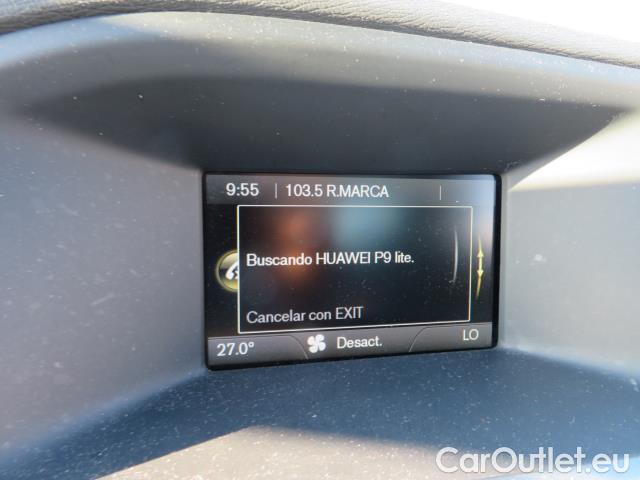 9:55 | 103.5 R.MARCA |
Buscando HUAWEI P9 lite.
Cancelar con EXIT
27.0° Desact. LO
CarOutlet.eu